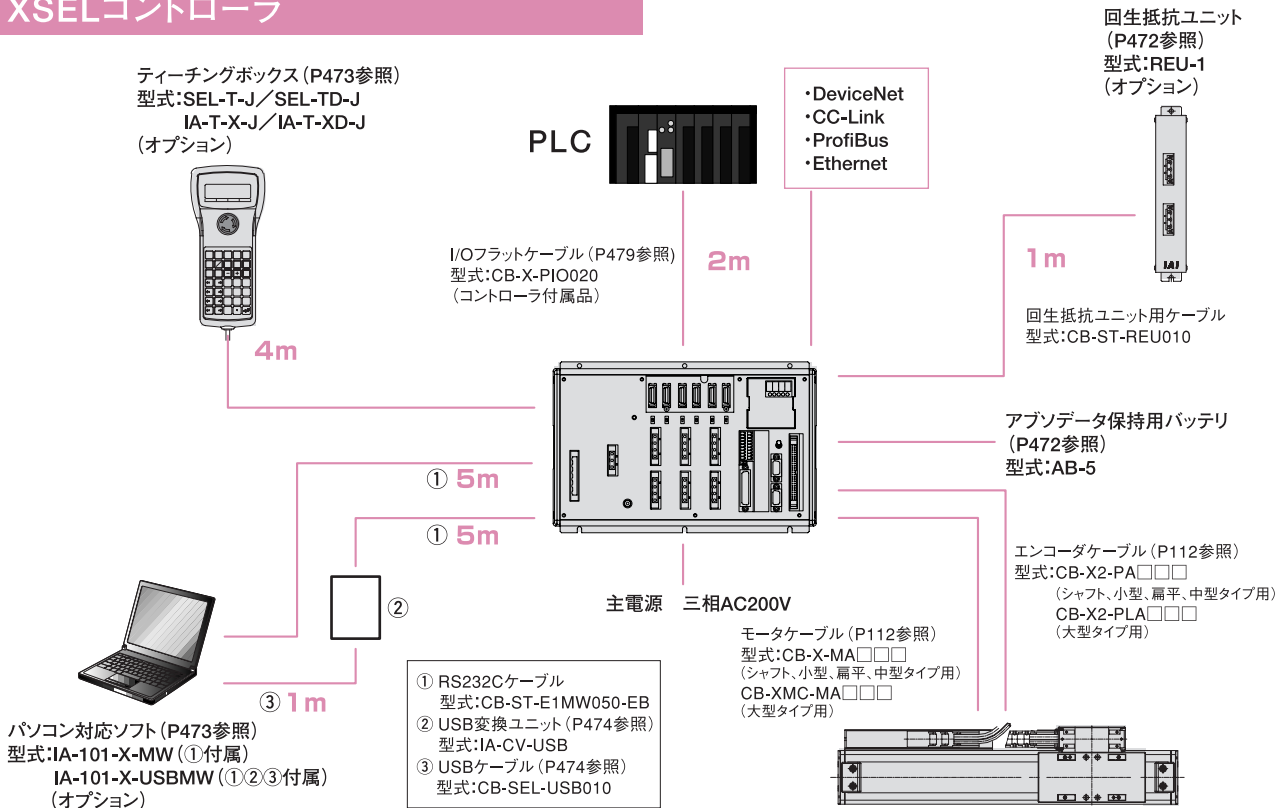 XSELコントローラ
ティーチングボックス(P473参照)
型式:SEL-T-J/SEL-TD-J
IA-T-X-J/IA-T-XD-J
(オプション)
PLC
・DeviceNet
・CC-Link
・ProfiBus
・Ethernet
回生抵抗ユニット
(P472参照)
型式:REU-1
(オプション)
IAI
I/Oフラットケーブル(P479参照)
型式:CB-X-PIO020
(コントローラ付属品)
2m
1m
回生抵抗ユニット用ケーブル
型式:CB-ST-REU010
4m
アブソデータ保持用バッテリ
(P472参照)
型式:AB-5
① 5m
① 5m
②
③ 1m
主電源 三相AC200V
エンコーダケーブル(P112参照)
型式:CB-X2-PA□□□
(シャフト、小型、扁平、中型タイプ用)
CB-X2-PLA□□□
(大型タイプ用)
モータケーブル(P112参照)
型式:CB-X-MA□□□
(シャフト、小型、扁平、中型タイプ用)
CB-XMC-MA□□□
(大型タイプ用)
① RS232Cケーブル
型式:CB-ST-E1MW050-EB
② USB変換ユニット(P474参照)
型式:IA-CV-USB
③ USBケーブル(P474参照)
型式:CB-SEL-USB010
パソコン対応ソフト(P473参照)
型式:IA-101-X-MW(①付属)
IA-101-X-USBMW(①②③付属)
(オプション)